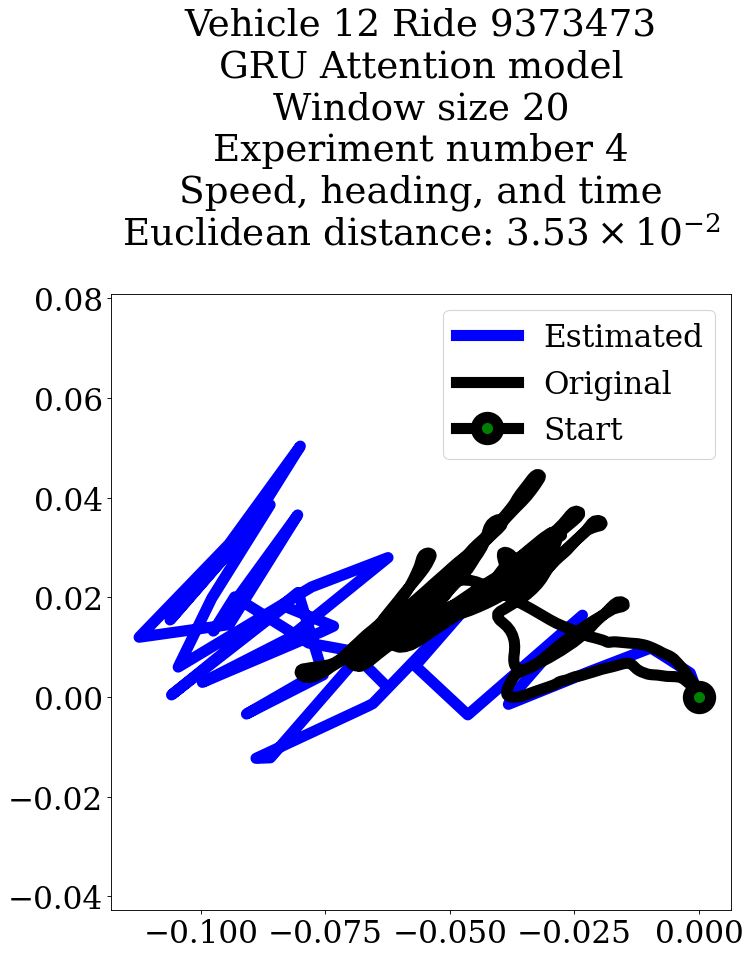 Vehicle 12 Ride 9373473
GRU Attention model
Window size 20
Experiment number 4
Speed, heading, and time
Euclidean distance: 3.53 × 10⁻²
Estimated
Original
Start
0.08
0.06
0.04
0.02
0.00
−0.02
−0.04
−0.100 −0.075 −0.050 −0.025 0.000